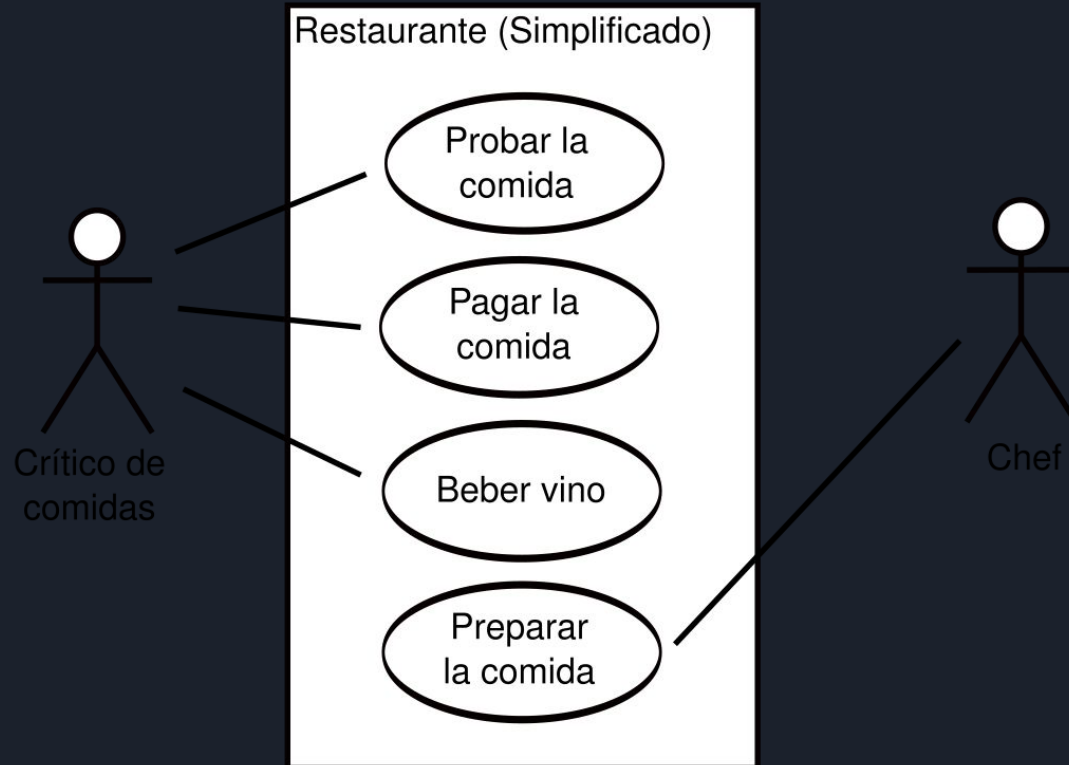 Restaurante (Simplificado)
Probar la
comida
Pagar la
comida
Beber vino
Preparar
la comida
Crítico de
comidas
Chef